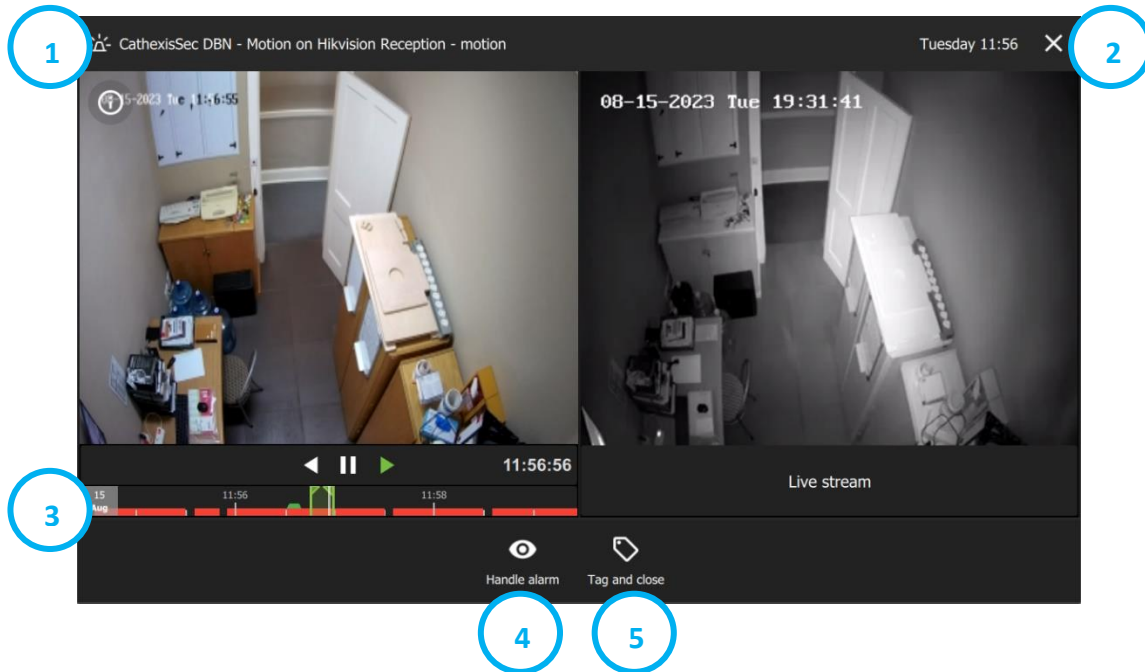 1
CathexisSec DBN - Motion on Hikvision Reception - motion
Tuesday 11:56
2
08-15-2023 Tue 19:31:41
11:56:56
Live stream
3
15
Aug
11:56
11:58
Handle alarm
Tag and close
4
5